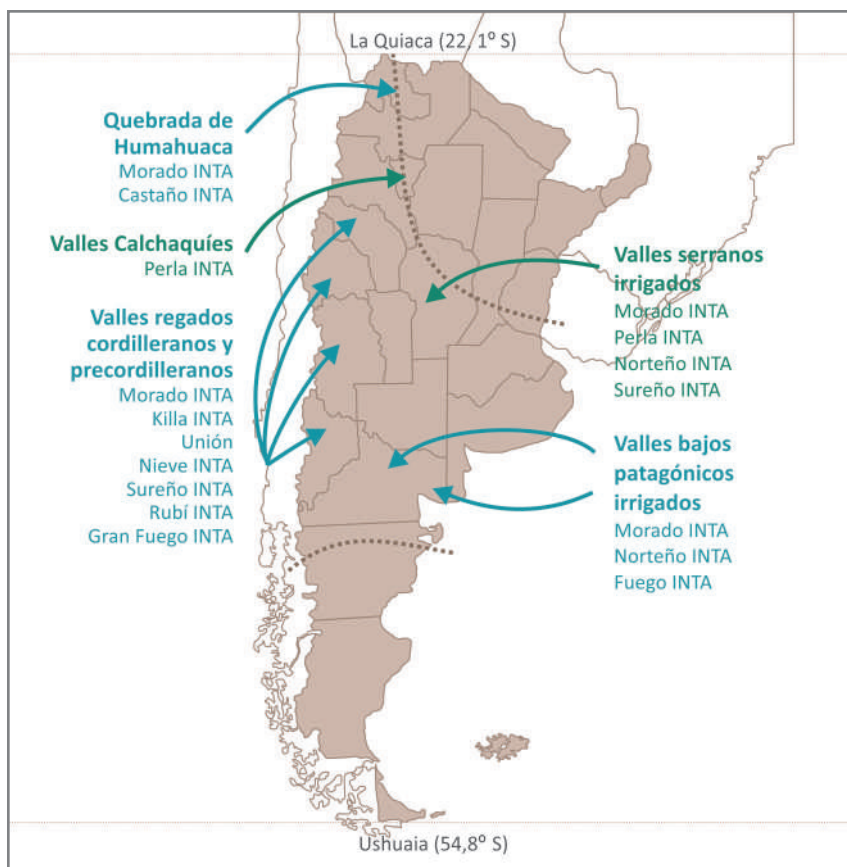 La Quiaca (22, 1° S)
Quebrada de
Humahuaca
Morado INTA
Castaño INTA
Valles Calchaquíes
Perla INTA
Valles regados
cordilleranos y
precordilleranos
Morado INTA
Killa INTA
Unión
Nieve INTA
Sureño INTA
Rubí INTA
Gran Fuego INTA
Valles serranos
irrigados
Morado INTA
Perla INTA
Norteño INTA
Sureño INTA
Valles bajos
patagónicos
irrigados
Morado INTA
Norteño INTA
Fuego INTA
Ushuaia (54,8° S)